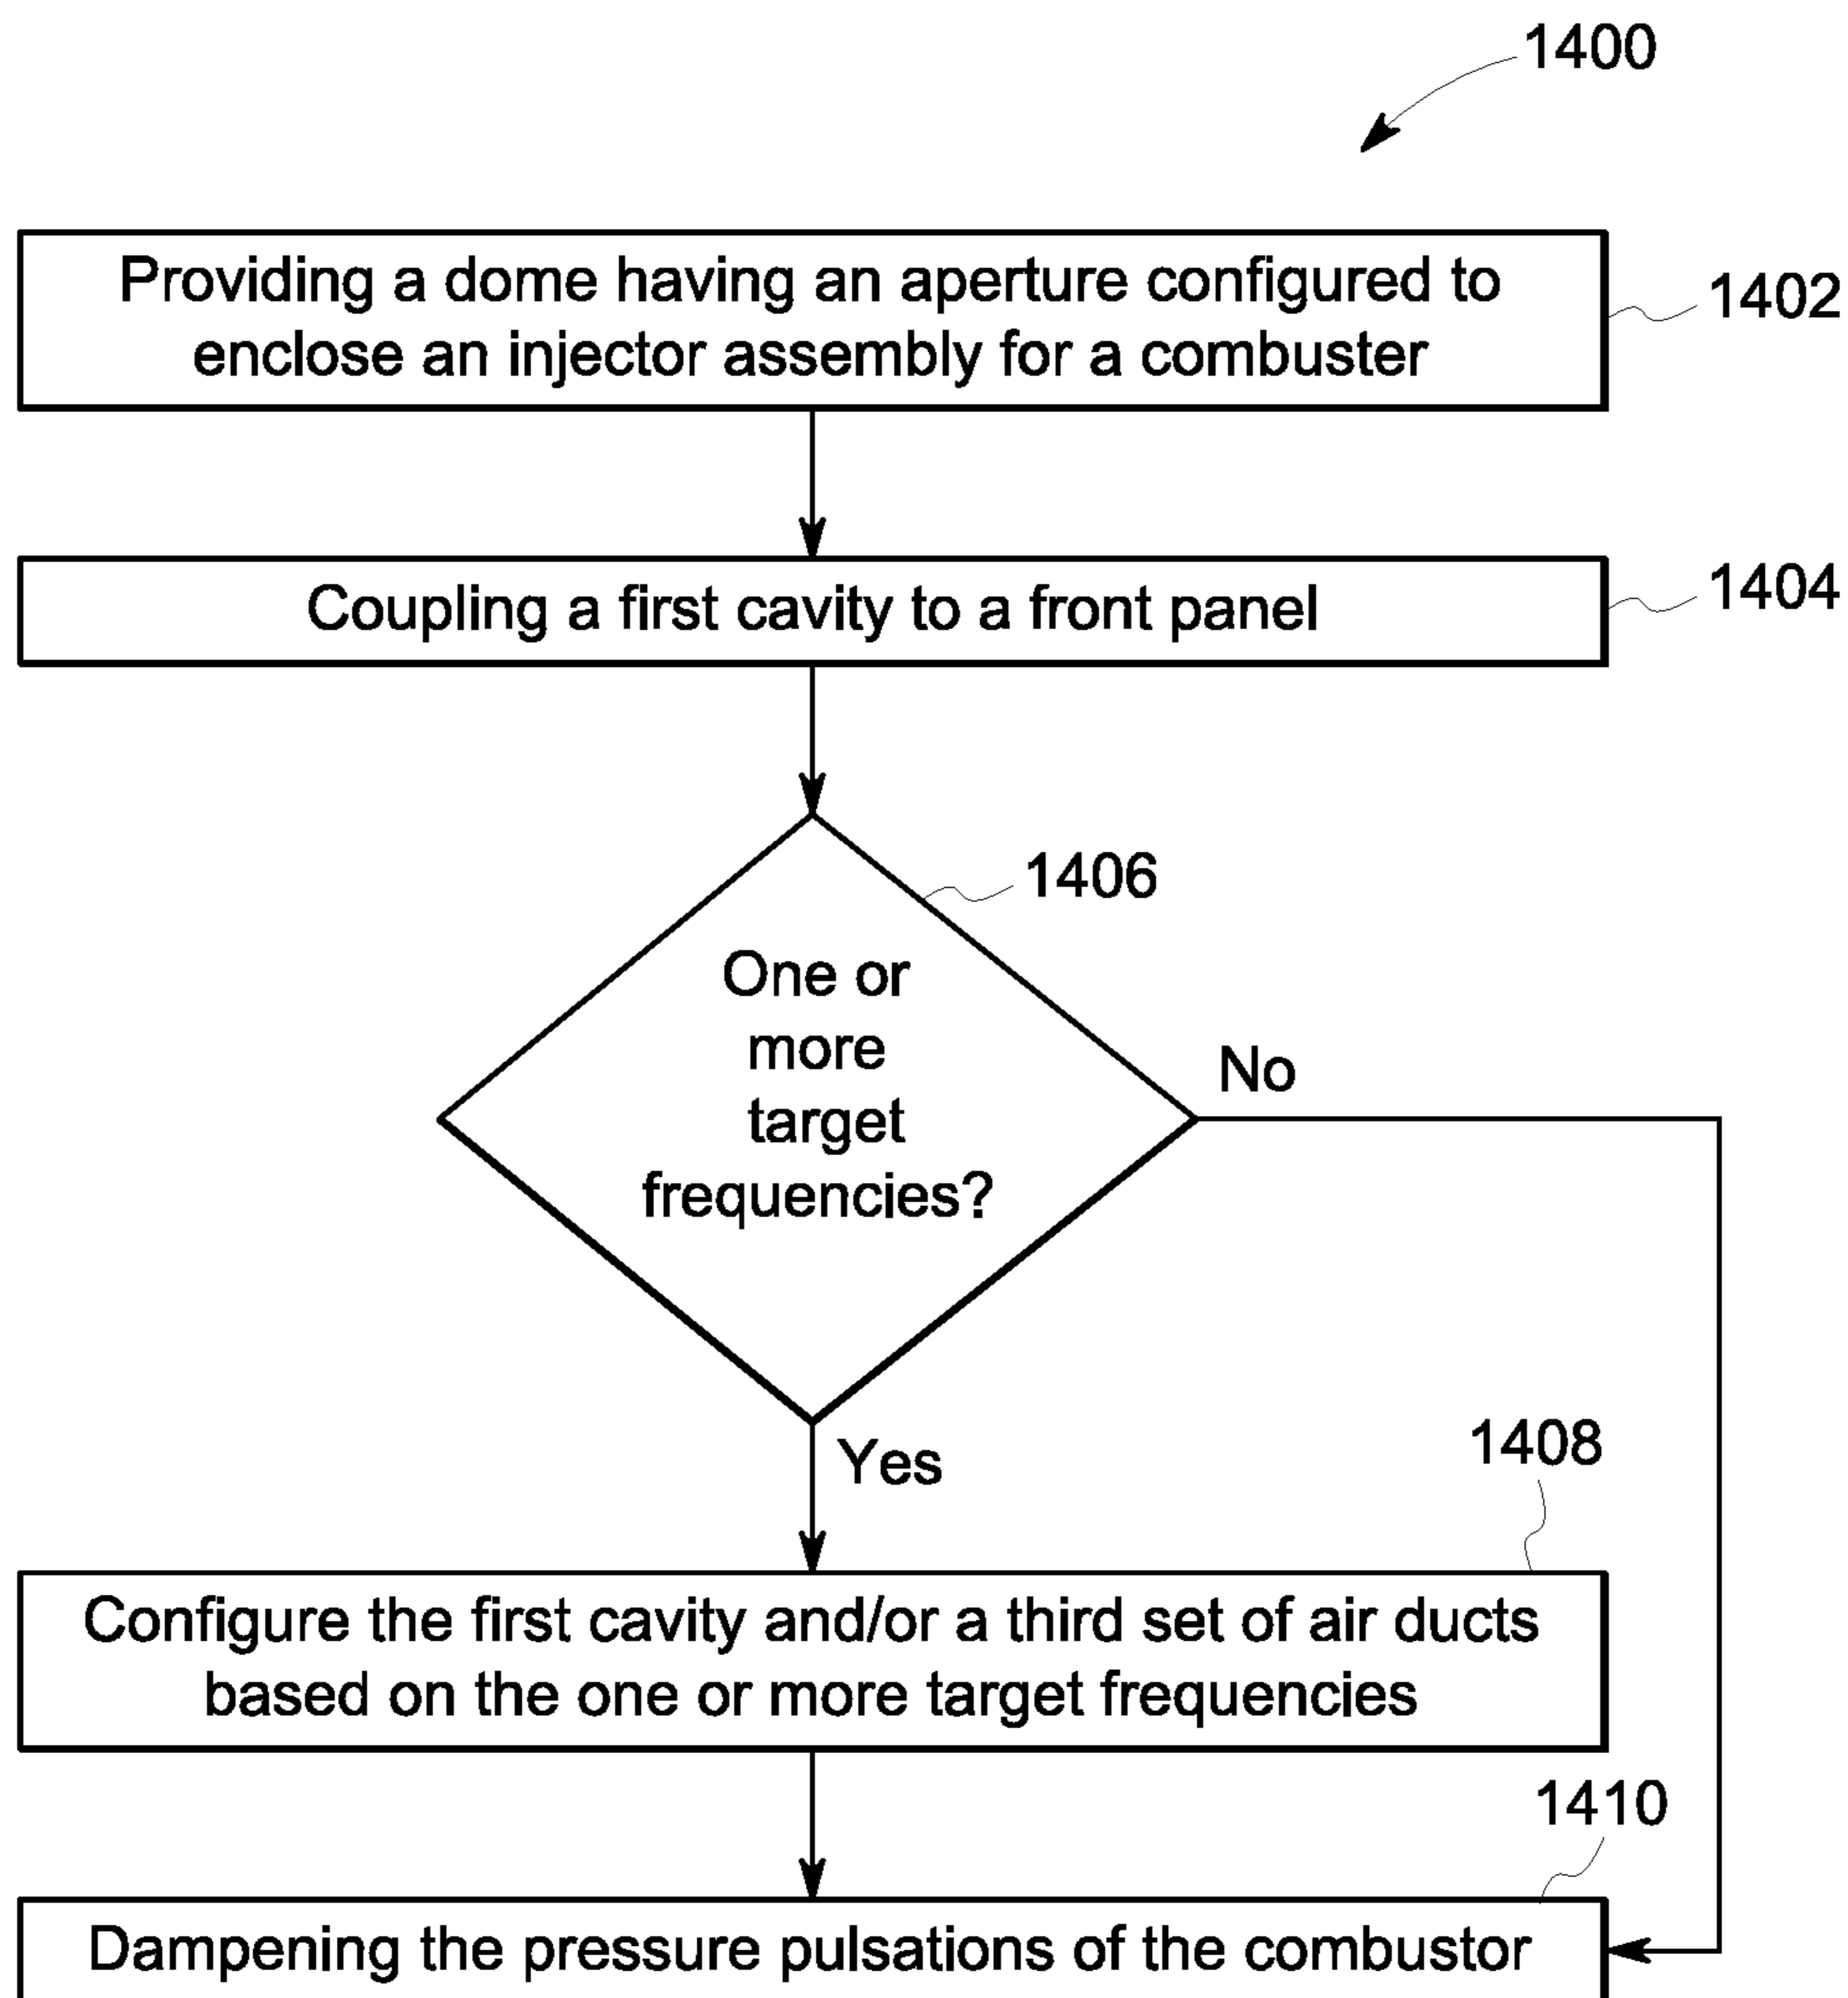 1400
Providing a dome having an aperture configured to
enclose an injector assembly for a combuster
1402
Coupling a first cavity to a front panel
1404
1406
One or
more
target
frequencies?
No
Yes
1408
Configure the first cavity and/or a third set of air ducts
based on the one or more target frequencies
1410
Dampening the pressure pulsations of the combustor